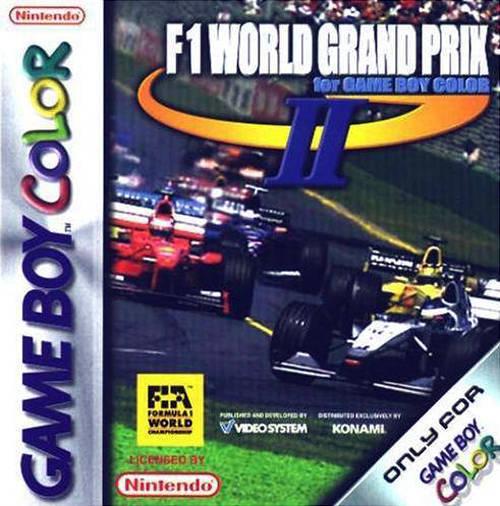 Nintendo®
GAME BOY COLOR™
F1 WORLD GRAND PRIX
for GAME BOY COLOR
II
FIA
FORMULA 1
WORLD
CHAMPIONSHIP
PUBLISHED AND DEVELOPED BY
VIDEO SYSTEM
DISTRIBUTED EXCLUSIVELY BY
KONAMI
LICENSED BY
Nintendo®
ONLY FOR
GAME BOY
COLOR